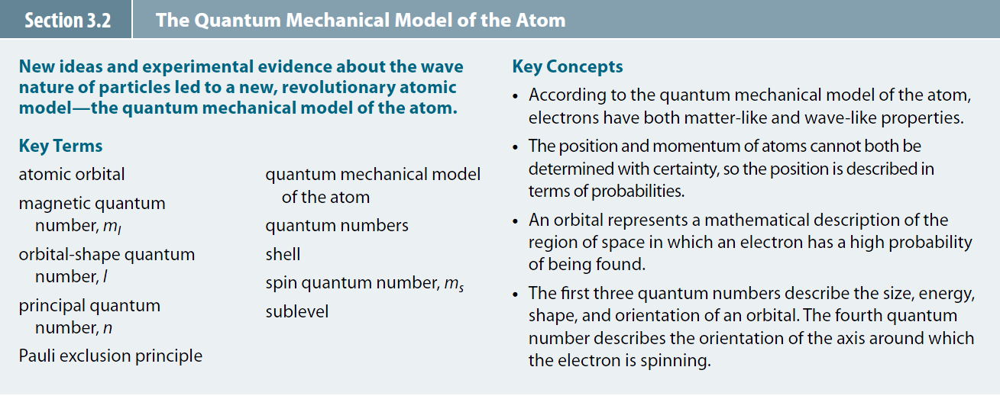 Section 3.2
The Quantum Mechanical Model of the Atom
New ideas and experimental evidence about the wave
nature of particles led to a new, revolutionary atomic
model—the quantum mechanical model of the atom.
Key Terms
atomic orbital
magnetic quantum
number, ml
orbital-shape quantum
number, l
principal quantum
number, n
Pauli exclusion principle
quantum mechanical model
of the atom
quantum numbers
shell
spin quantum number, ms
sublevel
Key Concepts
• According to the quantum mechanical model of the atom,
electrons have both matter-like and wave-like properties.
• The position and momentum of atoms cannot both be
determined with certainty, so the position is described in
terms of probabilities.
• An orbital represents a mathematical description of the
region of space in which an electron has a high probability
of being found.
• The first three quantum numbers describe the size, energy,
shape, and orientation of an orbital. The fourth quantum
number describes the orientation of the axis around which
the electron is spinning.